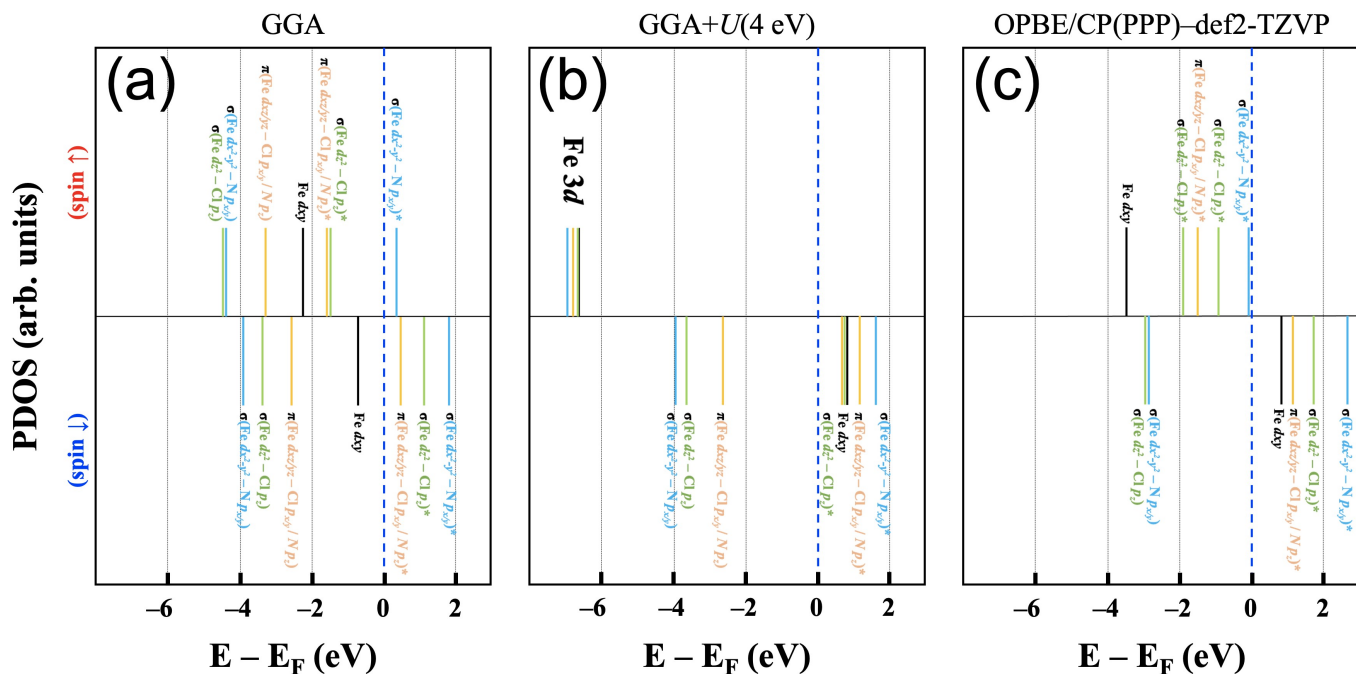 GGA
GGA+U(4 eV)
OPBE/CP(PPP)–def2-TZVP
(a)
(b)
(c)
PDOS (arb. units)
(spin ↑)
(spin ↓)
σ(Fe dz² – Cl pz)
σ(Fe dx²-y² – N px/y)
π(Fe dxz/yz – Cl px/y / N pz)
Fe dxy
π(Fe dxz/yz – Cl px/y / N pz)*
σ(Fe dz² – Cl pz)*
σ(Fe dx²-y² – N px/y)*
σ(Fe dx²-y² – N px/y)
σ(Fe dz² – Cl pz)
π(Fe dxz/yz – Cl px/y / N pz)
Fe dxy
π(Fe dxz/yz – Cl px/y / N pz)*
σ(Fe dz² – Cl pz)*
σ(Fe dx²-y² – N px/y)*
Fe 3d
σ(Fe dx²-y² – N px/y)
σ(Fe dz² – Cl pz)
π(Fe dxz/yz – Cl px/y / N pz)
σ(Fe dz² – Cl pz)*
Fe dxy
π(Fe dxz/yz – Cl px/y / N pz)*
σ(Fe dx²-y² – N px/y)*
Fe dxy
σ(Fe dz² – Cl pz)*
π(Fe dxz/yz – Cl px/y / N pz)*
σ(Fe dz² – Cl pz)*
σ(Fe dx²-y² – N px/y)*
σ(Fe dz² – Cl pz)
σ(Fe dx²-y² – N px/y)
Fe dxy
π(Fe dxz/yz – Cl px/y / N pz)*
σ(Fe dz² – Cl pz)*
σ(Fe dx²-y² – N px/y)*
–6 –4 –2 0 2
–6 –4 –2 0 2
–6 –4 –2 0 2
E – EF (eV)
E – EF (eV)
E – EF (eV)